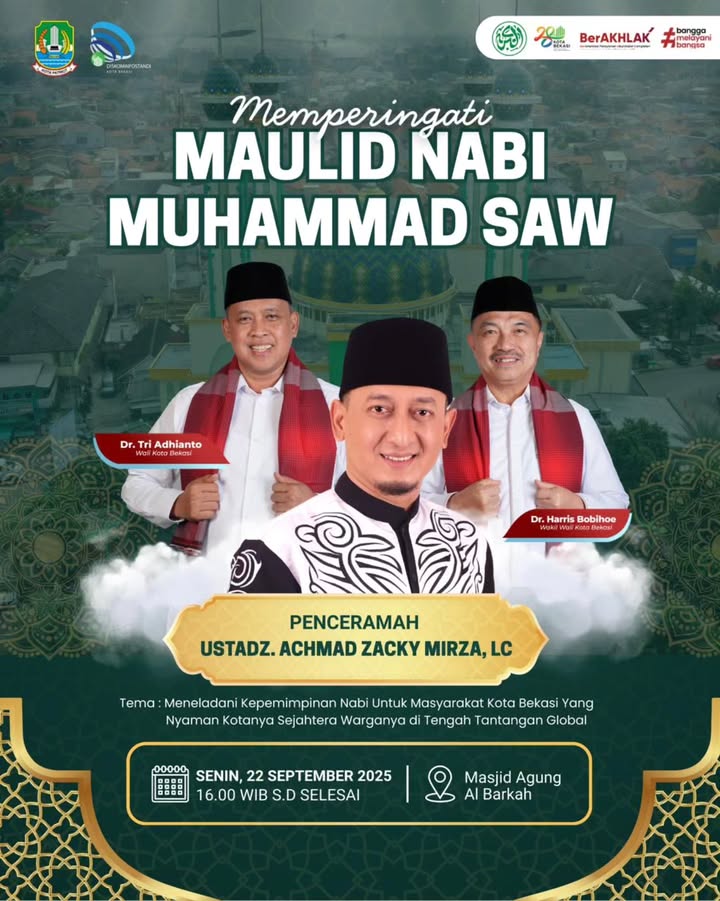 KOTA BEKASI
BerAKHLAK
#bangga
melayani
bangsa
Memperingati
MAULID NABI
MUHAMMAD SAW
Dr. Tri Adhianto
Wali Kota Bekasi
Dr. Harris Bobihoe
Wakil Wali Kota Bekasi
PENCERAMAH
USTADZ. ACHMAD ZACKY MIRZA, LC
Tema : Meneladani Kepemimpinan Nabi Untuk Masyarakat Kota Bekasi Yang
Nyaman Kotanya Sejahtera Warganya di Tengah Tantangan Global
SENIN, 22 SEPTEMBER 2025
16.00 WIB S.D SELESAI
Masjid Agung
Al Barkah